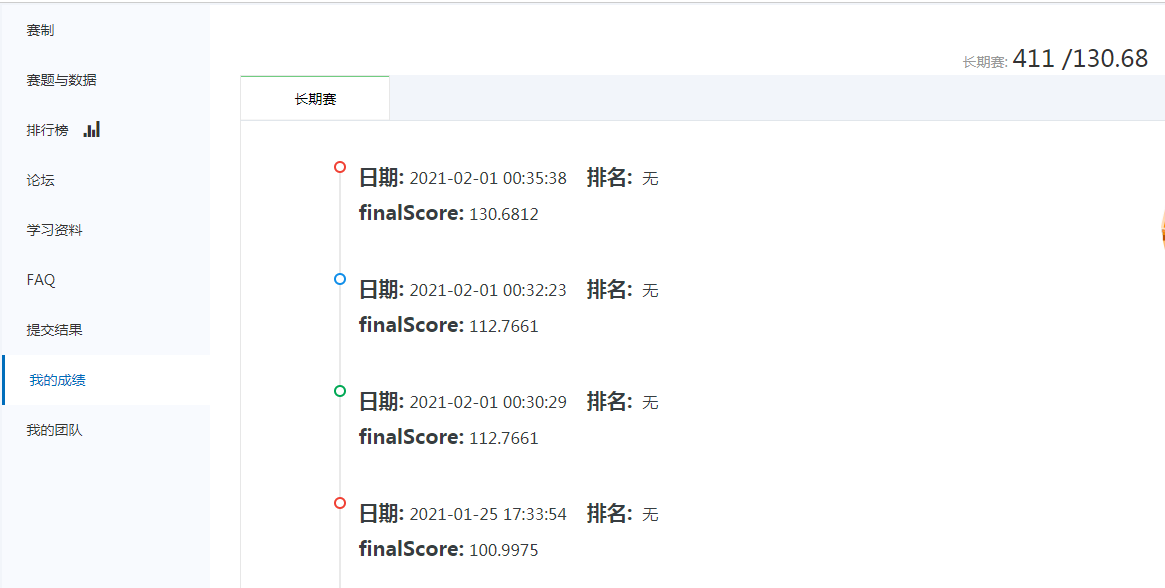 赛制
赛题与数据
排行榜
论坛
学习资料
FAQ
提交结果
我的成绩
我的团队
长期赛: 411 /130.68
长期赛
日期: 2021-02-01 00:35:38 排名: 无
finalScore: 130.6812
日期: 2021-02-01 00:32:23 排名: 无
finalScore: 112.7661
日期: 2021-02-01 00:30:29 排名: 无
finalScore: 112.7661
日期: 2021-01-25 17:33:54 排名: 无
finalScore: 100.9975